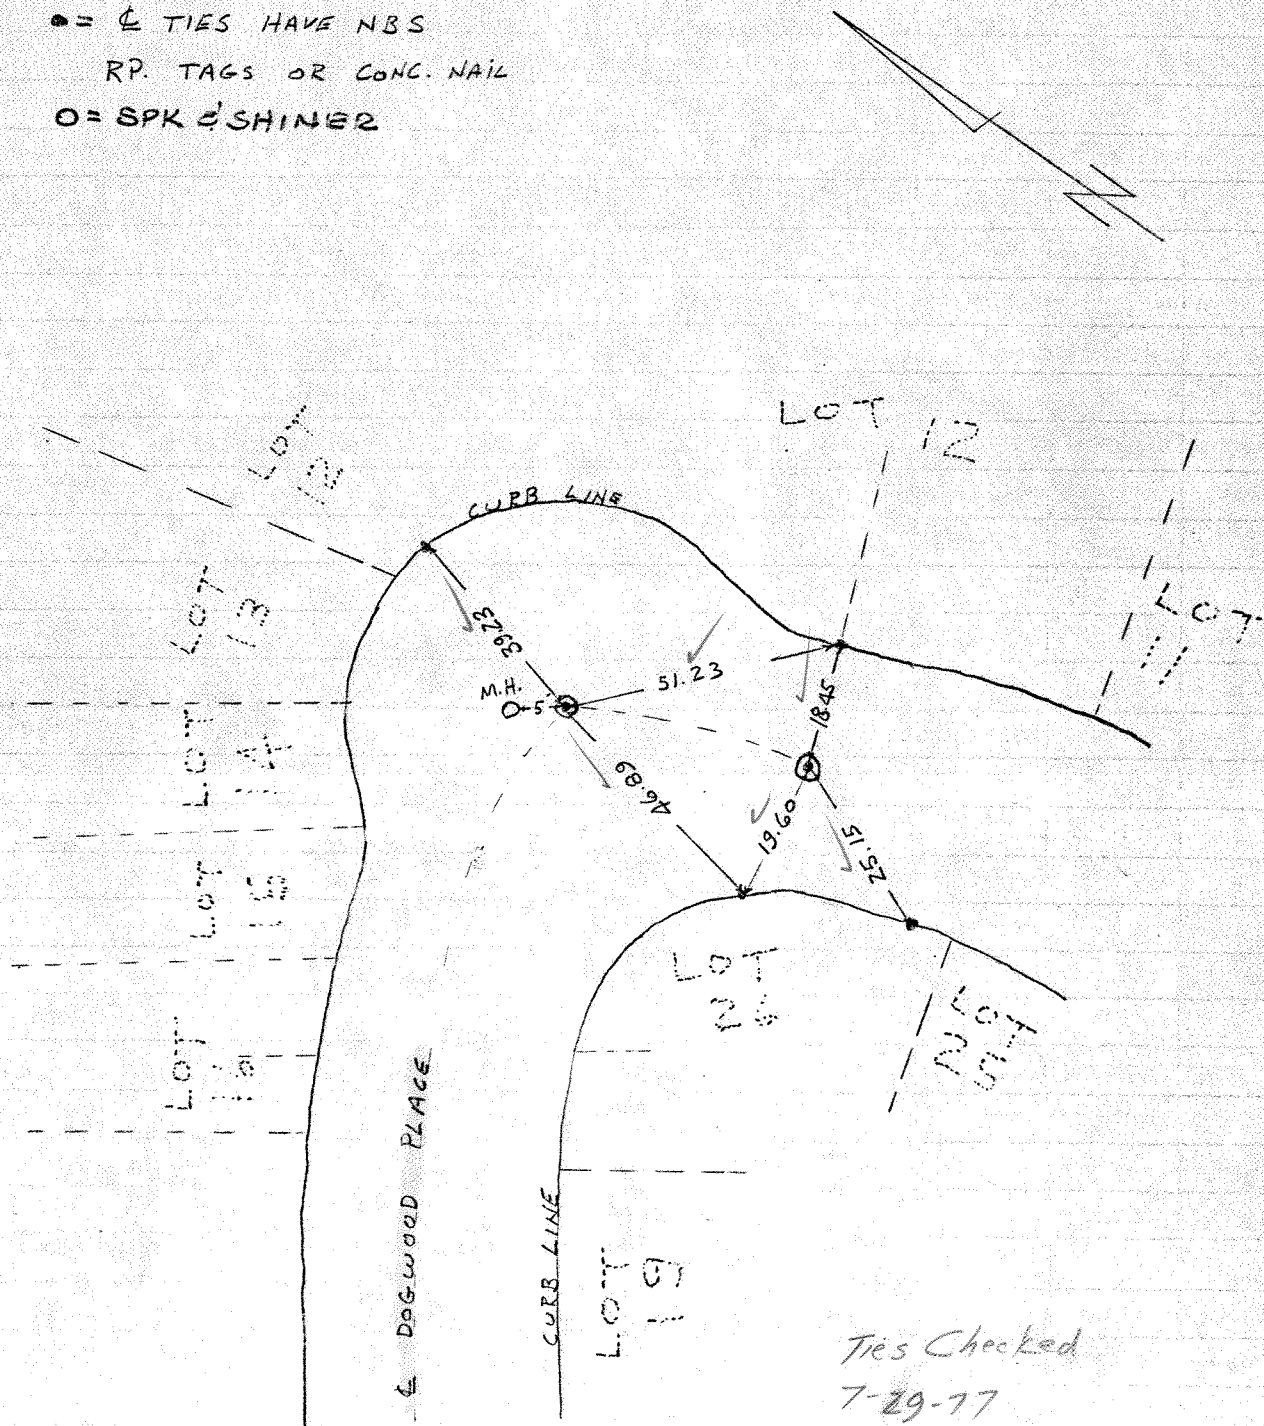 ●= ℄ TIES HAVE NBS
RP. TAGS OR CONC. NAIL
O= SPK & SHINER
LOT 12
LOT
12
CURB LINE
LOT
11
LOT
13
39.23
51.23
M.H.
5'
18.45
LOT
14
46.89
19.60
25.15
LOT
15
LOT
26
LOT
25
LOT
16
℄ DOGWOOD PLACE
CURB LINE
LOT
19
Ties Checked
7-29-77